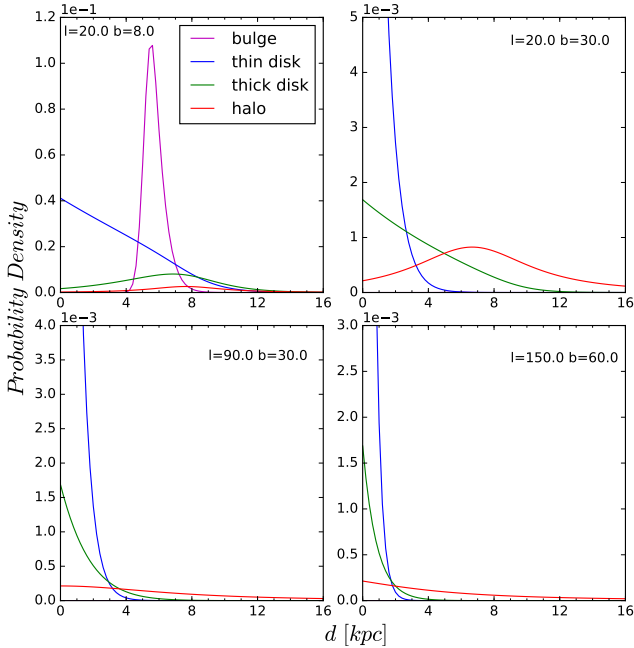 1e−1
l=20.0 b=8.0
bulge
thin disk
thick disk
halo
1.2
1.0
0.8
0.6
0.4
0.2
0.0
0 4 8 12 16
1e−3
l=20.0 b=30.0
5
4
3
2
1
0
0 4 8 12 16
Probability Density
1e−3
l=90.0 b=30.0
4.0
3.5
3.0
2.5
2.0
1.5
1.0
0.5
0.0
0 4 8 12 16
1e−3
l=150.0 b=60.0
3.0
2.5
2.0
1.5
1.0
0.5
0.0
0 4 8 12 16
d [kpc]